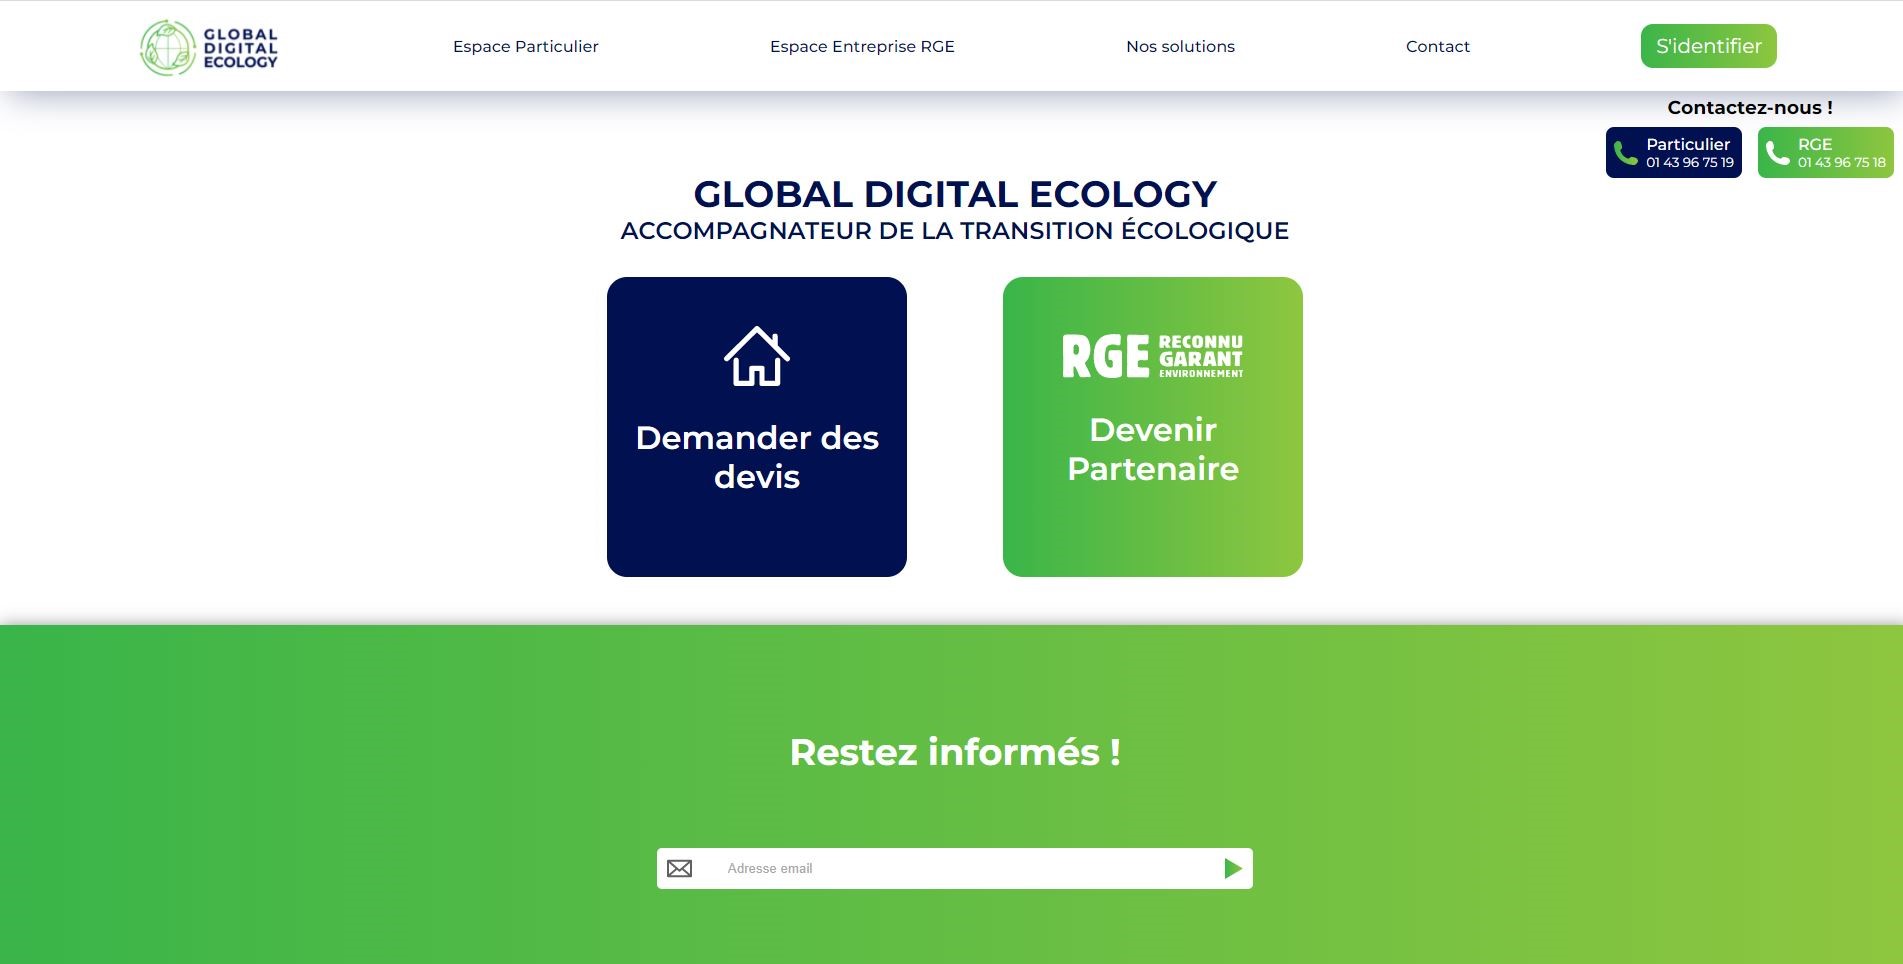 GLOBAL
DIGITAL
ECOLOGY
Espace Particulier
Espace Entreprise RGE
Nos solutions
Contact
S'identifier
Contactez-nous !
Particulier
01 43 96 75 19
RGE
01 43 96 75 18
GLOBAL DIGITAL ECOLOGY
ACCOMPAGNATEUR DE LA TRANSITION ÉCOLOGIQUE
Demander des
devis
RGE
RECONNU
GARANT
ENVIRONNEMENT
Devenir
Partenaire
Restez informés !
Adresse email